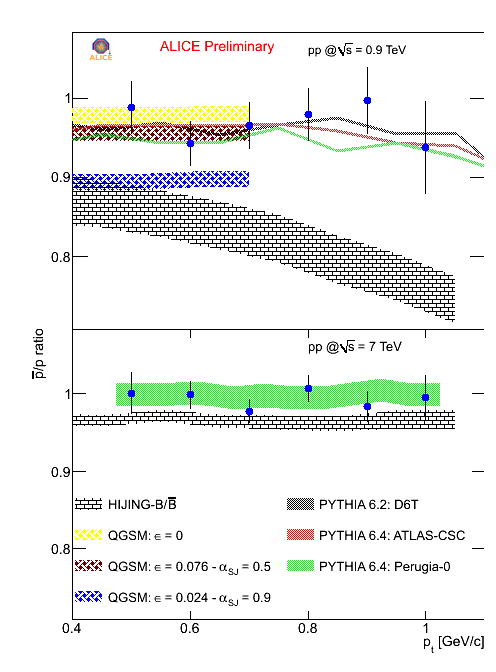 ALICE
ALICE Preliminary
pp @√s = 0.9 TeV
1
0.9
0.8
p̅/p ratio
pp @√s = 7 TeV
1
0.9
0.8
HIJING-B/B̅
QGSM: ∈ = 0
QGSM: ∈ = 0.076 - α_SJ = 0.5
QGSM: ∈ = 0.024 - α_SJ = 0.9
PYTHIA 6.2: D6T
PYTHIA 6.4: ATLAS-CSC
PYTHIA 6.4: Perugia-0
0.4 0.6 0.8 1
p_t [GeV/c]